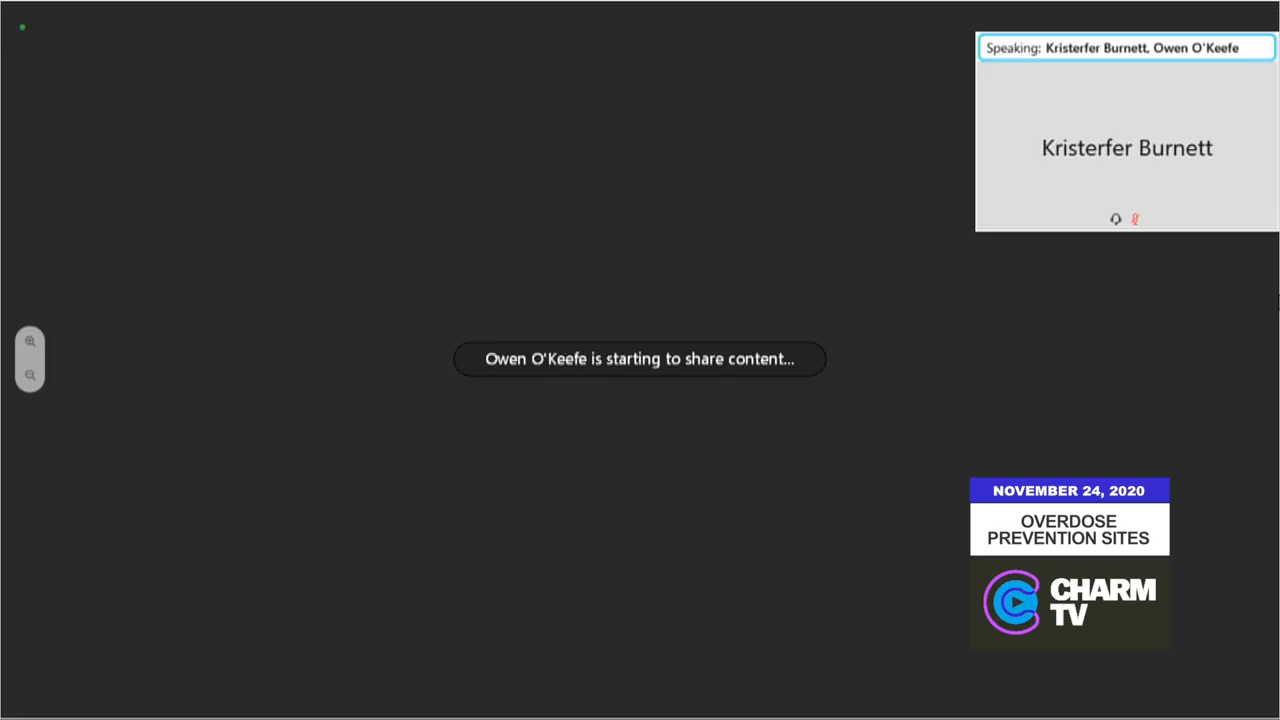 Speaking: Kristerfer Burnett, Owen O'Keefe
Kristerfer Burnett
Owen O'Keefe is starting to share content...
NOVEMBER 24, 2020
OVERDOSE
PREVENTION SITES
CHARM
TV